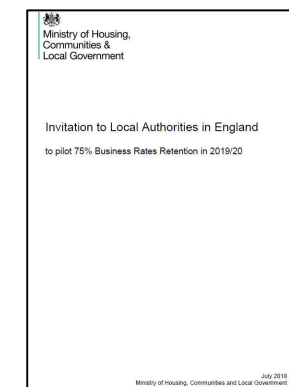 Ministry of Housing,
Communities &
Local Government
Invitation to Local Authorities in England
to pilot 75% Business Rates Retention in 2019/20
July 2018
Ministry of Housing, Communities and Local Government